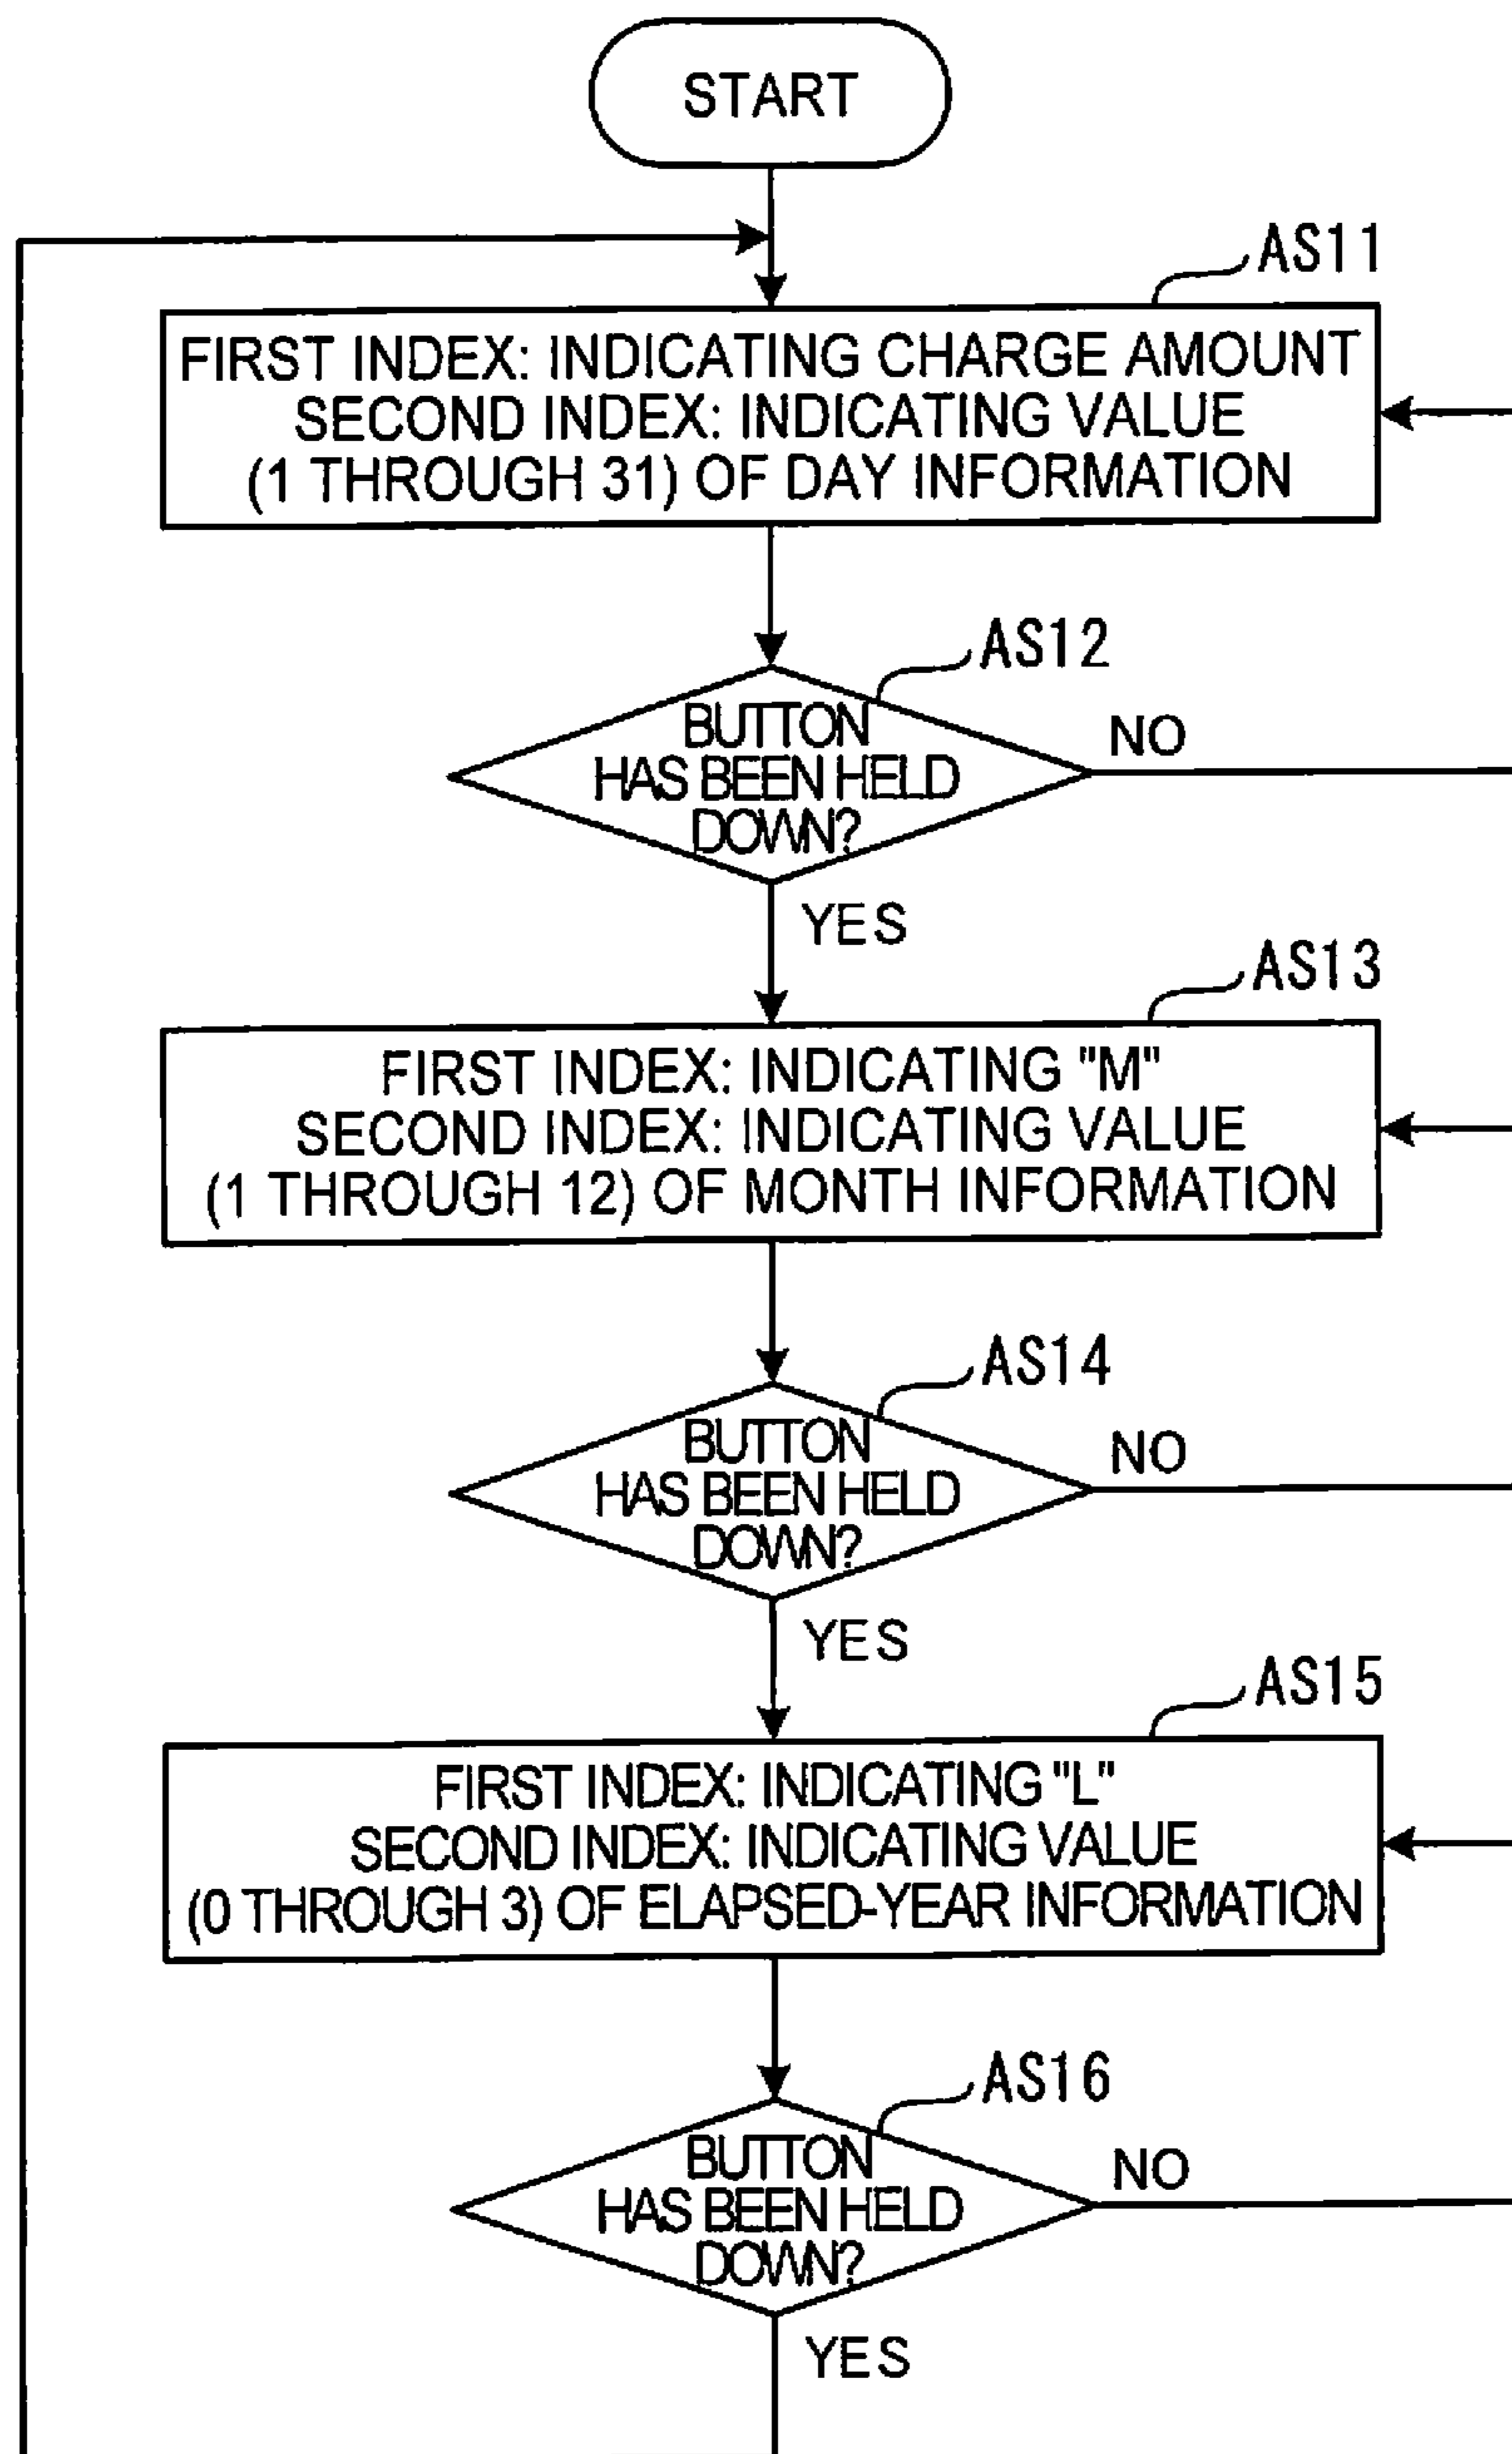 START
AS11
FIRST INDEX: INDICATING CHARGE AMOUNT
SECOND INDEX: INDICATING VALUE
(1 THROUGH 31) OF DAY INFORMATION
AS12
BUTTON
HAS BEEN HELD
DOWN?
NO
YES
AS13
FIRST INDEX: INDICATING "M"
SECOND INDEX: INDICATING VALUE
(1 THROUGH 12) OF MONTH INFORMATION
AS14
BUTTON
HAS BEEN HELD
DOWN?
NO
YES
AS15
FIRST INDEX: INDICATING "L"
SECOND INDEX: INDICATING VALUE
(0 THROUGH 3) OF ELAPSED-YEAR INFORMATION
AS16
BUTTON
HAS BEEN HELD
DOWN?
NO
YES